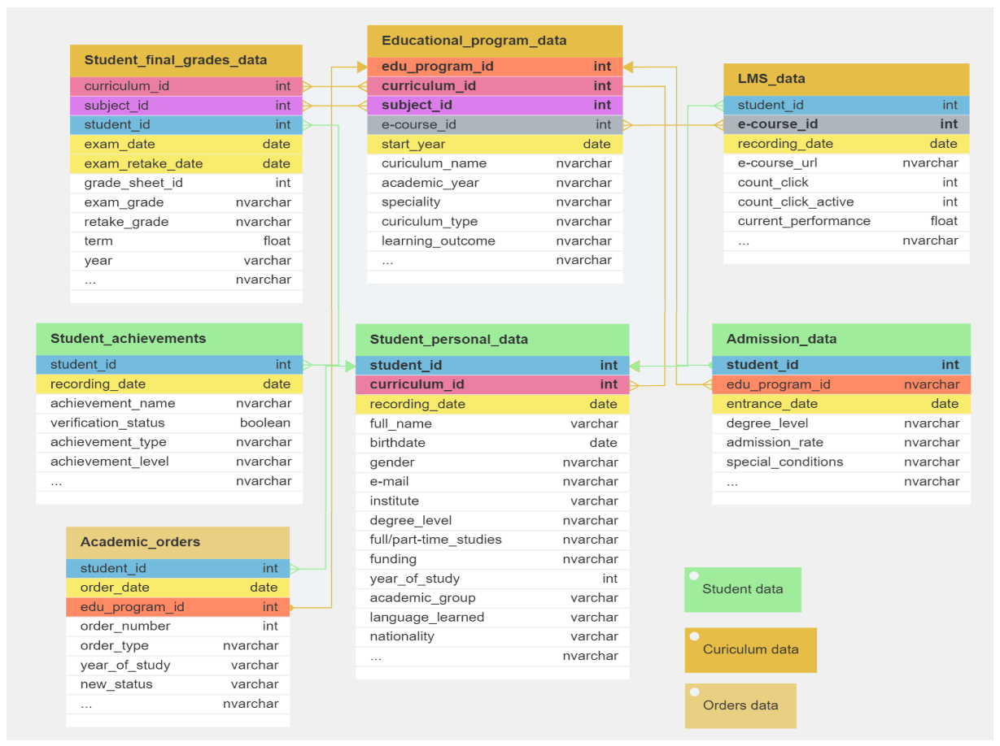 Student_final_grades_data
curriculum_id int
subject_id int
student_id int
exam_date date
exam_retake_date date
grade_sheet_id int
exam_grade nvarchar
retake_grade nvarchar
term float
year varchar
... nvarchar
Educational_program_data
edu_program_id int
curriculum_id int
subject_id int
e-course_id int
start_year date
curiculum_name nvarchar
academic_year nvarchar
speciality nvarchar
curiculum_type nvarchar
learning_outcome nvarchar
... nvarchar
LMS_data
student_id int
e-course_id int
recording_date date
e-course_url nvarchar
count_click int
count_click_active int
current_performance float
... nvarchar
Student_achievements
student_id int
recording_date date
achievement_name nvarchar
verification_status boolean
achievement_type nvarchar
achievement_level nvarchar
... nvarchar
Student_personal_data
student_id int
curriculum_id int
recording_date date
full_name varchar
birthdate date
gender nvarchar
e-mail nvarchar
institute varchar
degree_level nvarchar
full/part-time_studies nvarchar
funding nvarchar
year_of_study int
academic_group varchar
language_learned varchar
nationality varchar
... nvarchar
Admission_data
student_id int
edu_program_id nvarchar
entrance_date date
degree_level nvarchar
admission_rate nvarchar
special_conditions nvarchar
... nvarchar
Academic_orders
student_id int
order_date date
edu_program_id int
order_number int
order_type nvarchar
year_of_study varchar
new_status varchar
... nvarchar
Student data
Curiculum data
Orders data